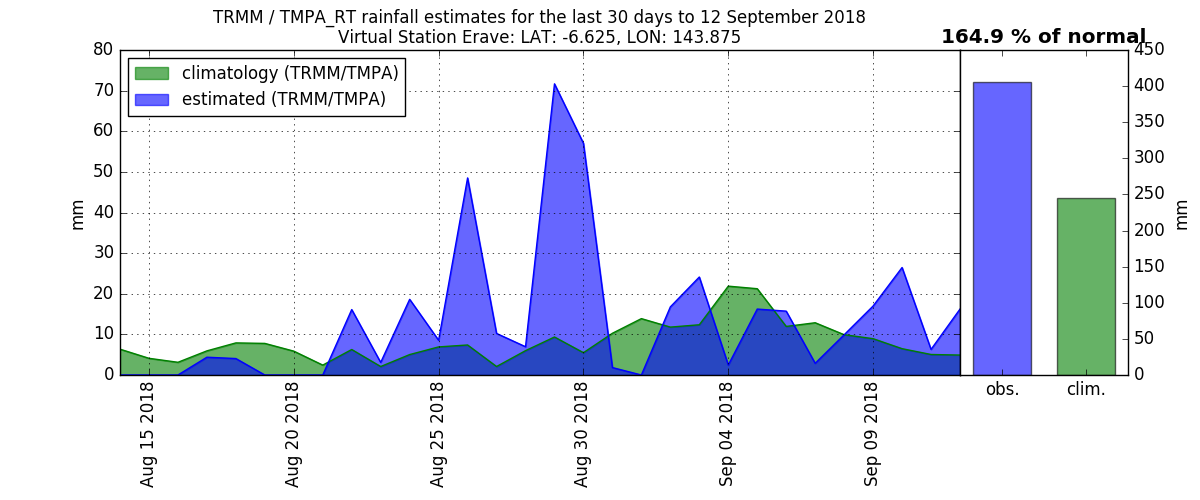 TRMM / TMPA_RT rainfall estimates for the last 30 days to 12 September 2018
Virtual Station Erave: LAT: -6.625, LON: 143.875
164.9 % of normal
climatology (TRMM/TMPA)
estimated (TRMM/TMPA)
mm
80
70
60
50
40
30
20
10
0
Aug 15 2018
Aug 20 2018
Aug 25 2018
Aug 30 2018
Sep 04 2018
Sep 09 2018
obs.
clim.
450
400
350
300
250
200
150
100
50
0
mm